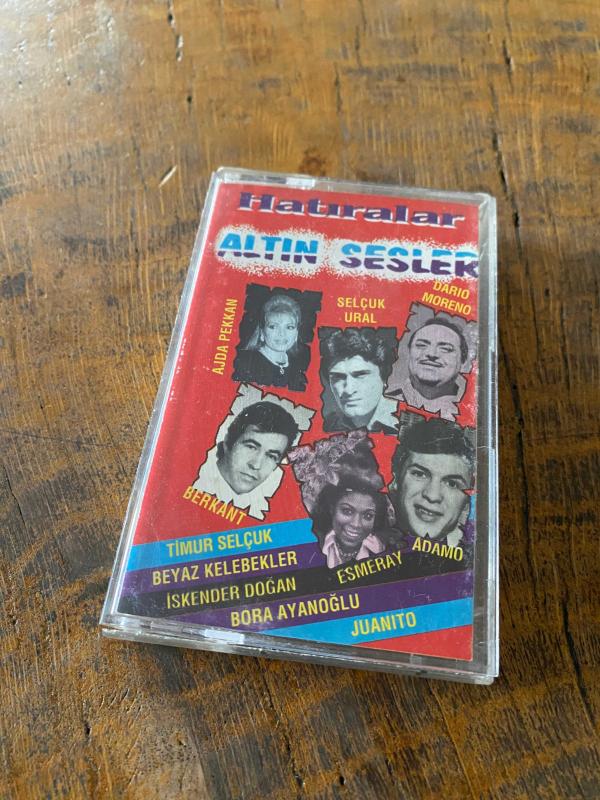 Hatıralar
ALTIN SESLER
AJDA PEKKAN
SELÇUK
URAL
DARIO
MORENO
BERKANT
ESMERAY
ADAMO
TİMUR SELÇUK
BEYAZ KELEBEKLER
İSKENDER DOĞAN
BORA AYANOĞLU
JUANITO